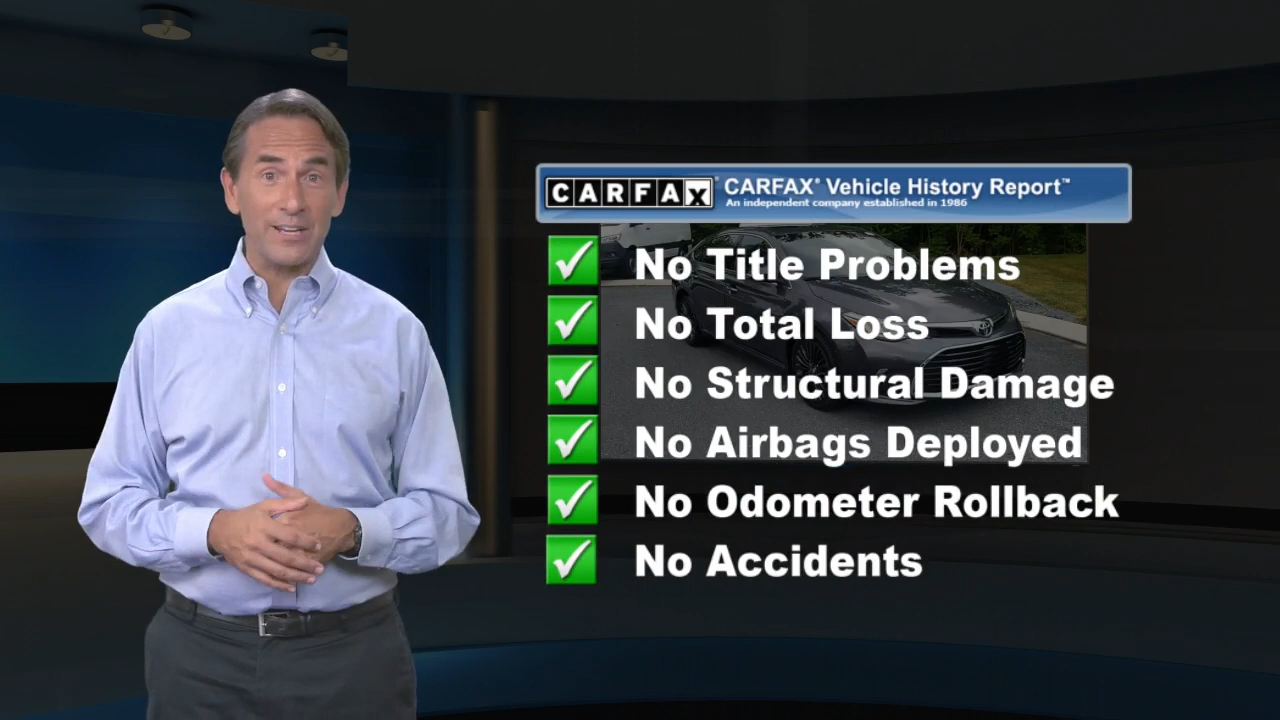 CARFAX® CARFAX® Vehicle History Report™
An independent company established in 1986
No Title Problems
No Total Loss
No Structural Damage
No Airbags Deployed
No Odometer Rollback
No Accidents